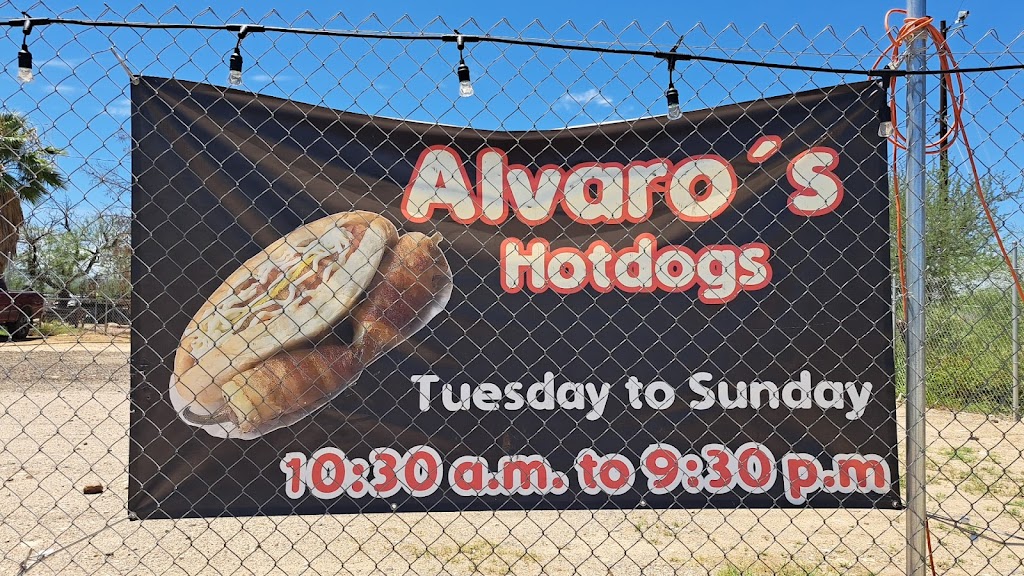 Alvaro´s
Hotdogs
Tuesday to Sunday
10:30 a.m. to 9:30 p.m